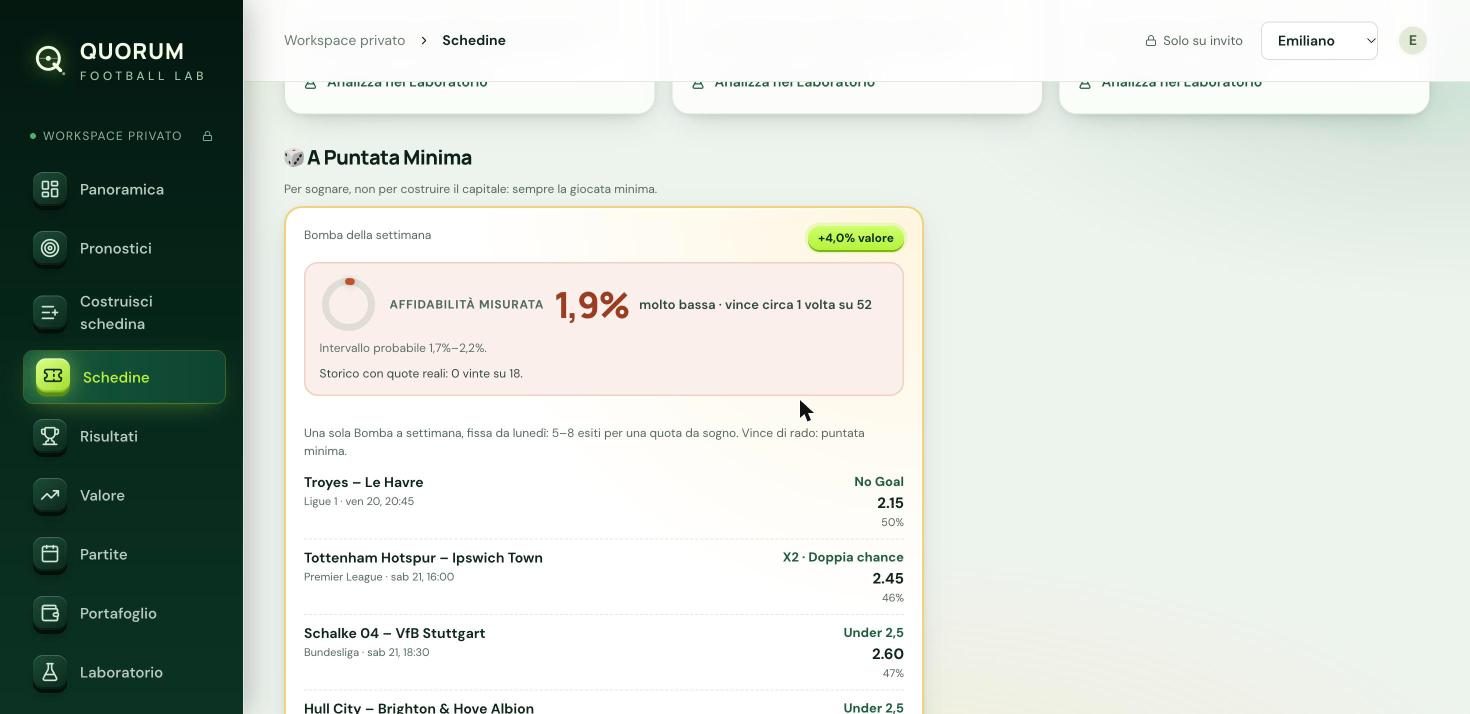 QUORUM
FOOTBALL LAB
WORKSPACE PRIVATO
Panoramica
Pronostici
Costruisci
schedina
Schedine
Risultati
Valore
Partite
Portafoglio
Laboratorio
Workspace privato > Schedine
Solo su invito
Emiliano
E
Analizza nel Laboratorio
Analizza nel Laboratorio
Analizza nel Laboratorio
🎲 A Puntata Minima
Per sognare, non per costruire il capitale: sempre la giocata minima.
Bomba della settimana
+4,0% valore
AFFIDABILITÀ MISURATA 1,9% molto bassa · vince circa 1 volta su 52
Intervallo probabile 1,7%–2,2%.
Storico con quote reali: 0 vinte su 18.
Una sola Bomba a settimana, fissa da lunedì: 5–8 esiti per una quota da sogno. Vince di rado: puntata
minima.
Troyes – Le Havre
No Goal
Ligue 1 · ven 20, 20:45
2.15
50%
Tottenham Hotspur – Ipswich Town
X2 · Doppia chance
Premier League · sab 21, 16:00
2.45
46%
Schalke 04 – VfB Stuttgart
Under 2,5
Bundesliga · sab 21, 18:30
2.60
47%
Hull City – Brighton & Hove Albion
Under 2,5